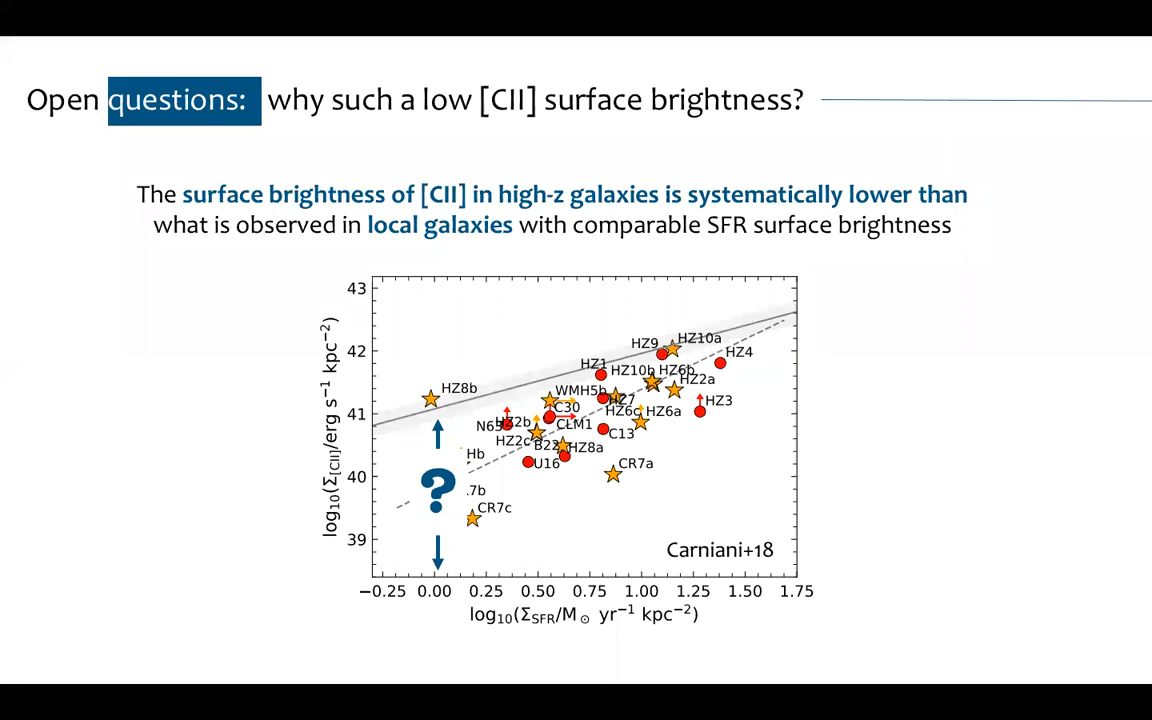 Open questions: why such a low [CII] surface brightness?
The surface brightness of [CII] in high-z galaxies is systematically lower than
what is observed in local galaxies with comparable SFR surface brightness
43
42
41
40
39
log₁₀(Σ[CII]/erg s⁻¹ kpc⁻²)
HZ9
HZ10a
HZ4
HZ1
HZ10b
HZ6b
HZ2a
HZ8b
WMH5b
HZ7
HZ3
C30
HZ6c
HZ6a
N63
HZ2b
CLM1
C13
HZ2c
B22
HZ8a
Hb
U16
CR7a
?
.7b
CR7c
Carniani+18
−0.25 0.00 0.25 0.50 0.75 1.00 1.25 1.50 1.75
log₁₀(ΣSFR/M⊙ yr⁻¹ kpc⁻²)